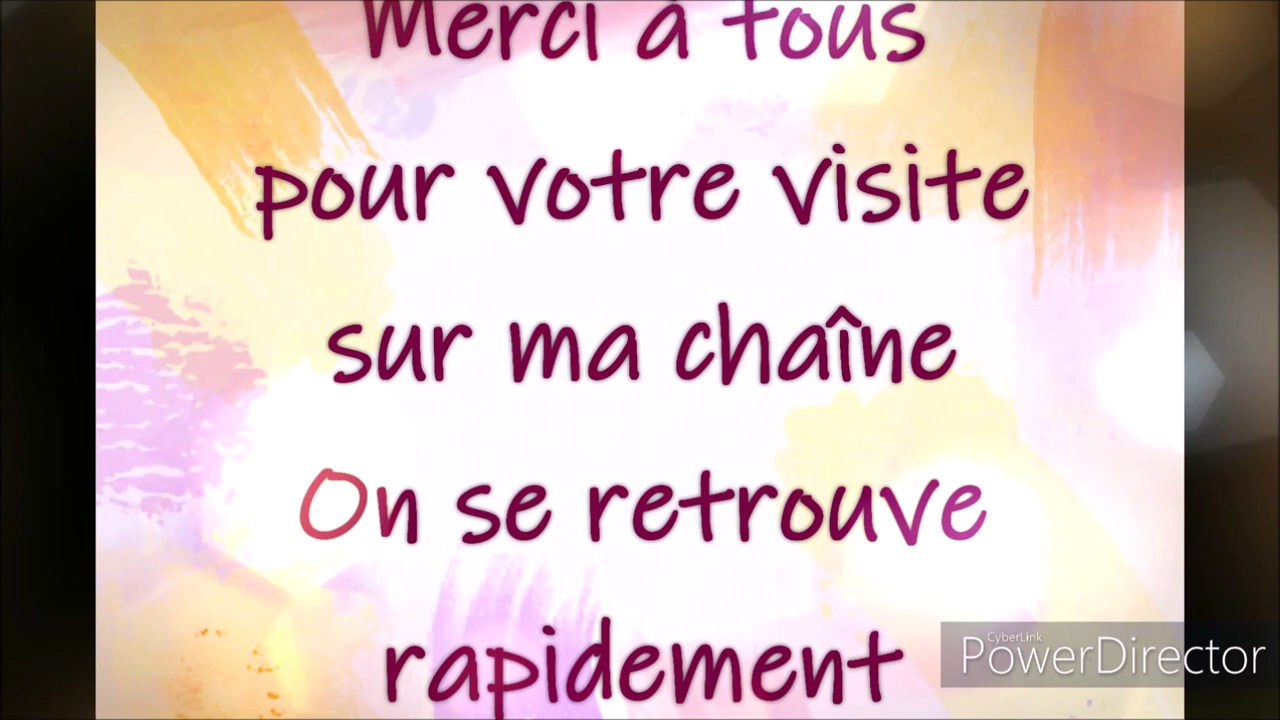 Merci à tous
pour votre visite
sur ma chaîne
On se retrouve
rapidement
CyberLink
PowerDirector